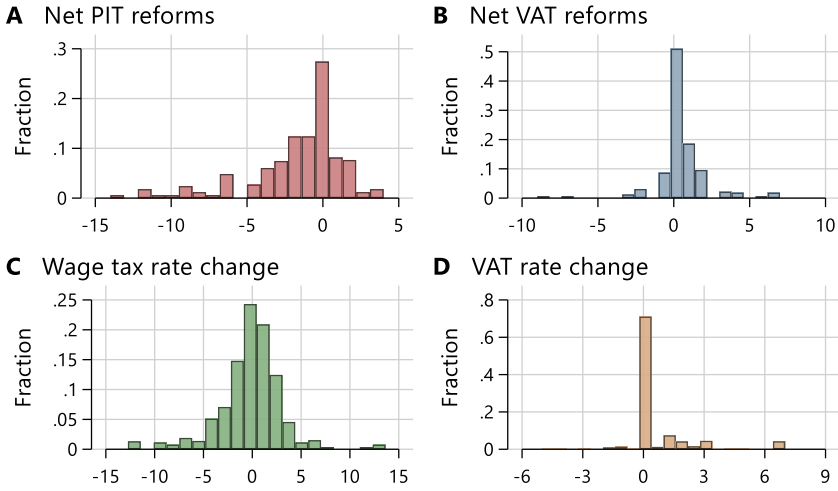 A Net PIT reforms
.3
.2
.1
0
Fraction
-15 -10 -5 0 5
B Net VAT reforms
.5
.4
.3
.2
.1
0
Fraction
-10 -5 0 5 10
C Wage tax rate change
.25
.2
.15
.1
.05
0
Fraction
-15 -10 -5 0 5 10 15
D VAT rate change
.8
.6
.4
.2
0
Fraction
-6 -3 0 3 6 9